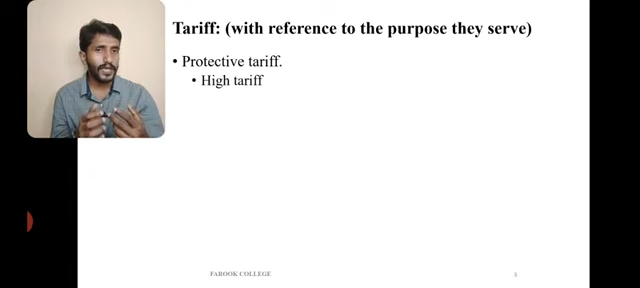 Tariff: (with reference to the purpose they serve)
• Protective tariff.
• High tariff
FAROOK COLLEGE